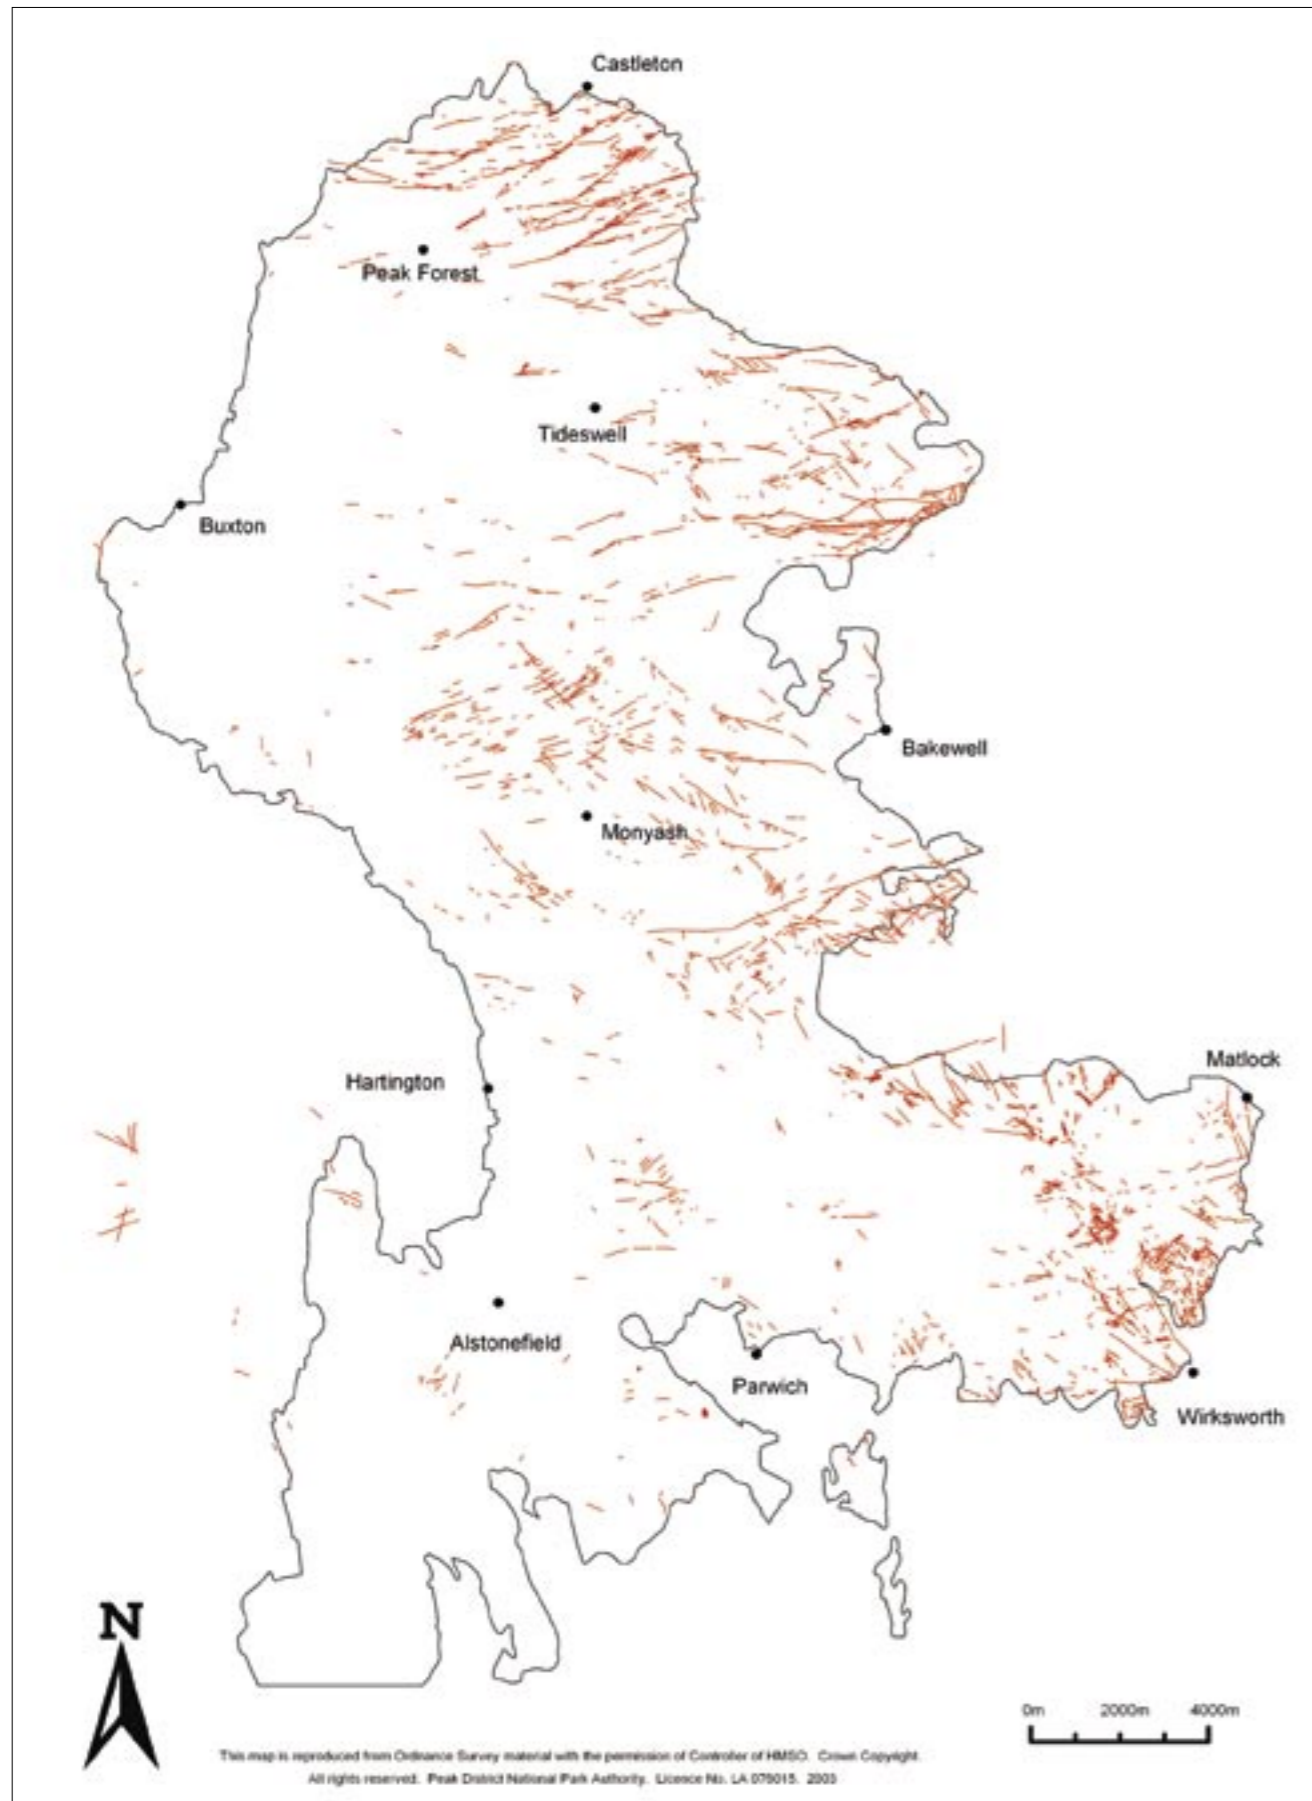 Castleton
Peak Forest
Tideswell
Buxton
Bakewell
Monyash
Hartington
Matlock
Alstonefield
Parwich
Wirksworth
N
0m 2000m 4000m
This map is reproduced from Ordnance Survey material with the permission of Controller of HMSO. Crown Copyright.
All rights reserved. Peak District National Park Authority. Licence No. LA 079015. 2003